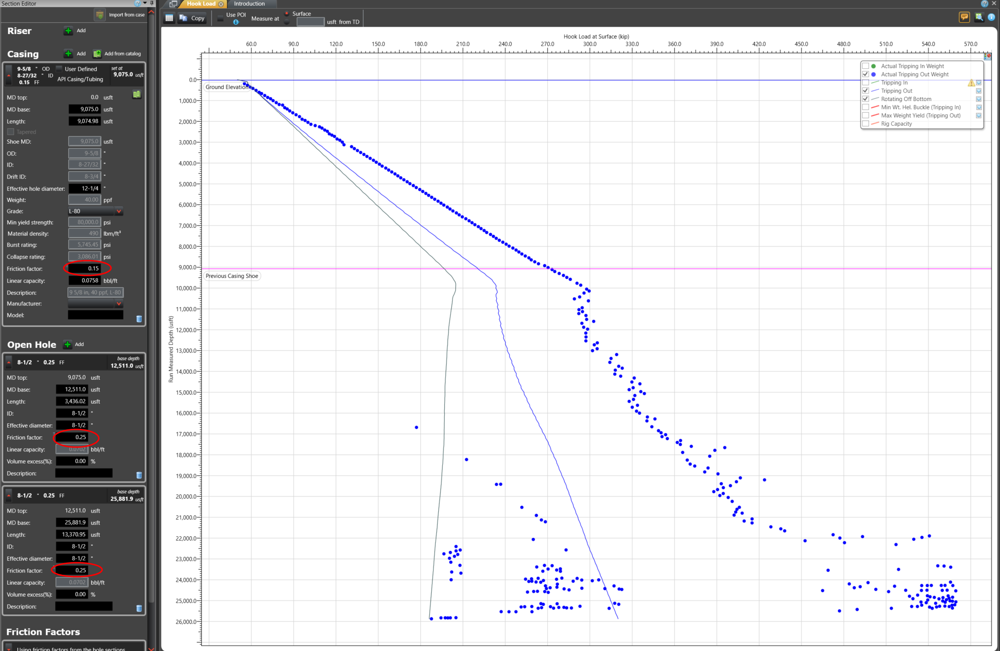 Section Editor
Import from case
Riser
Add
Casing
Add
Add from catalog
9-5/8 " OD
User Defined
set at
8-27/32 " ID
API Casing/Tubing
9,075.0 usft
0.15 FF
MD top: 0.0 usft
MD base: 9,075.0 usft
Length: 9,074.98 usft
Tapered
Shoe MD: 9,075.0 usft
OD: 9-5/8 "
ID: 8-27/32 "
Drift ID: 8-3/4 "
Effective hole diameter: 12-1/4 "
Weight: 40.00 ppf
Grade: L-80
Min yield strength: 80,000.0 psi
Material density: 490 lbm/ft³
Burst rating: 5,745.45 psi
Collapse rating: 3,086.01 psi
Friction factor: 0.15
Linear capacity: 0.0758 bbl/ft
Description: 9 5/8 in, 40 ppf, L-80
Manufacturer:
Model:
Open Hole
Add
8-1/2 " 0.25 FF
base depth
12,511.0 usft
MD top: 9,075.0 usft
MD base: 12,511.0 usft
Length: 3,436.02 usft
ID: 8-1/2 "
Effective diameter: 8-1/2 "
Friction factor: 0.25
Linear capacity: 0.0702 bbl/ft
Volume excess(%): 0.00 %
Description:
8-1/2 " 0.25 FF
base depth
25,881.9 usft
MD top: 12,511.0 usft
MD base: 25,881.9 usft
Length: 13,370.95 usft
ID: 8-1/2 "
Effective diameter: 8-1/2 "
Friction factor: 0.25
Linear capacity: 0.0702 bbl/ft
Volume excess(%): 0.00 %
Description:
Friction Factors
Using friction factors from the hole sections
Hook Load
Introduction
Copy
Use POI
Measure at
Surface
usft from TD
Hook Load at Surface (kip)
60.0 90.0 120.0 150.0 180.0 210.0 240.0 270.0 300.0 330.0 360.0 390.0 420.0 450.0 480.0 510.0 540.0 570.0
Actual Tripping In Weight
Actual Tripping Out Weight
Tripping In
Tripping Out
Rotating Off Bottom
Min Wt. Hel. Buckle (Tripping In)
Max Weight Yield (Tripping Out)
Rig Capacity
Run Measured Depth (usft)
0.0
1,000.0
2,000.0
3,000.0
4,000.0
5,000.0
6,000.0
7,000.0
8,000.0
9,000.0
10,000.0
11,000.0
12,000.0
13,000.0
14,000.0
15,000.0
16,000.0
17,000.0
18,000.0
19,000.0
20,000.0
21,000.0
22,000.0
23,000.0
24,000.0
25,000.0
26,000.0
Ground Elevation
Previous Casing Shoe